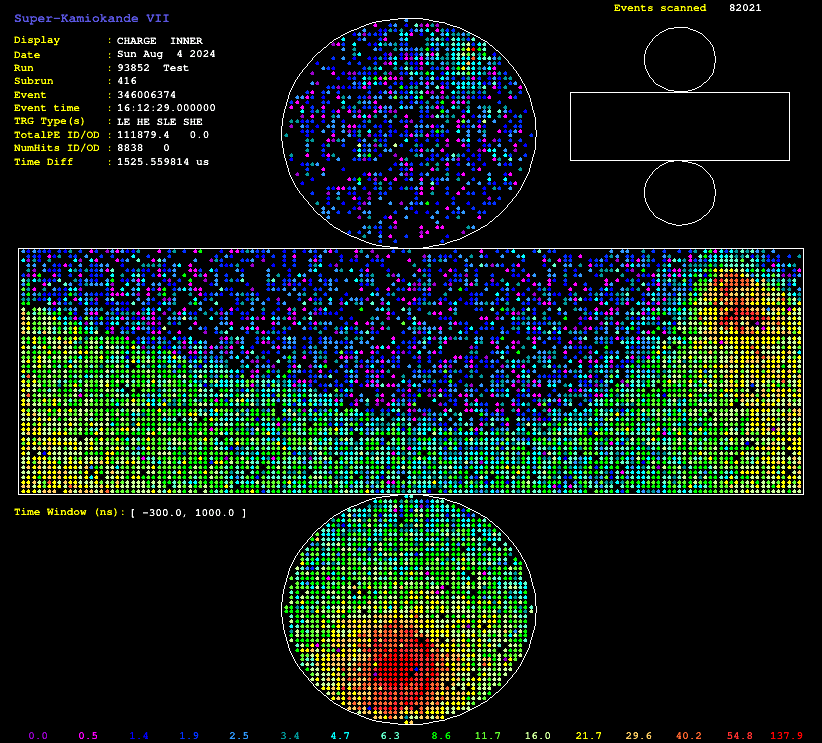 Super-Kamiokande VII
Events scanned 82021
Display : CHARGE INNER
Date : Sun Aug 4 2024
Run : 93852 Test
Subrun : 416
Event : 346006374
Event time : 16:12:29.000000
TRG Type(s) : LE HE SLE SHE
TotalPE ID/OD : 111879.4 0.0
NumHits ID/OD : 8838 0
Time Diff : 1525.559814 us
Time Window (ns): [ -300.0, 1000.0 ]
0.0 0.5 1.4 1.9 2.5 3.4 4.7 6.3 8.6 11.7 16.0 21.7 29.6 40.2 54.8 137.9